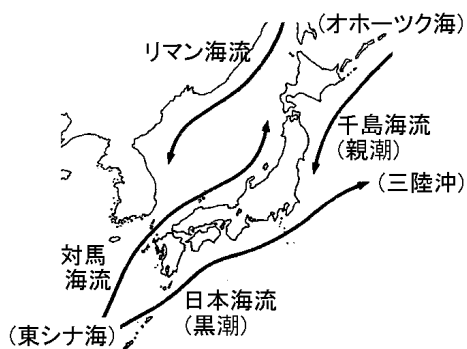 (オホーツク海)
リマン海流
千島海流
(親潮)
(三陸沖)
対馬
海流
日本海流
(黒潮)
(東シナ海)